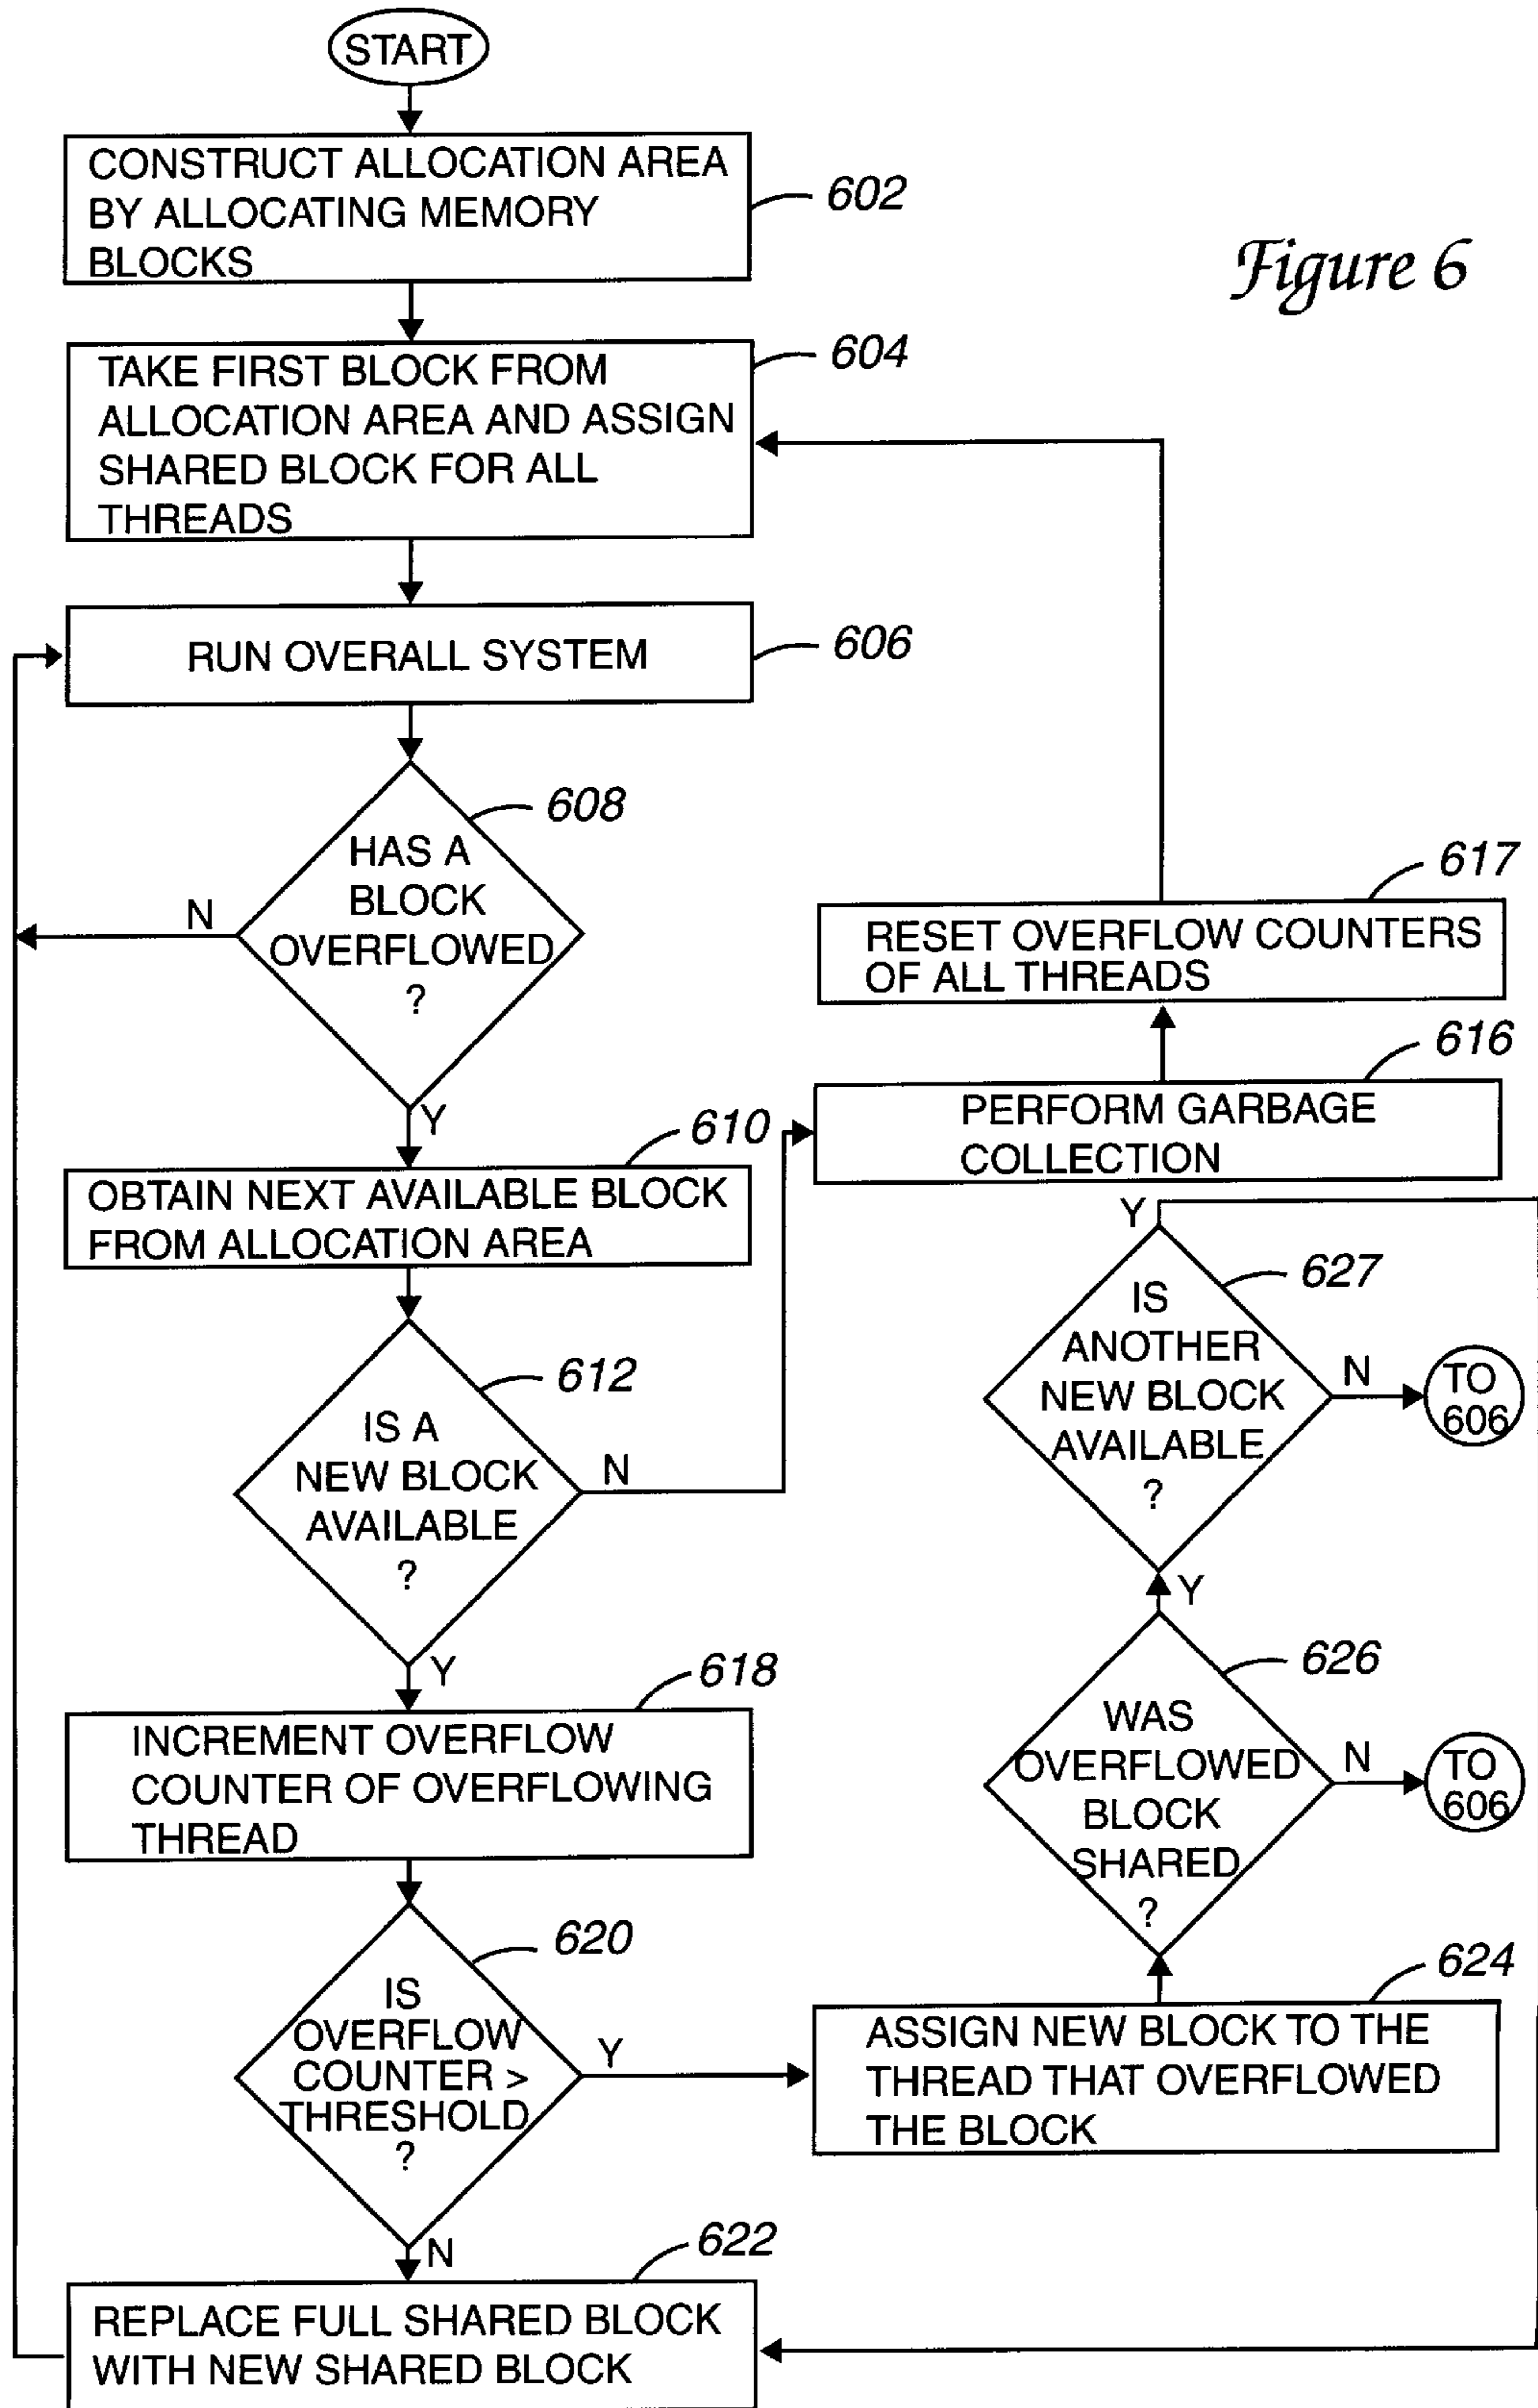 START
CONSTRUCT ALLOCATION AREA
BY ALLOCATING MEMORY
BLOCKS
602
Figure 6
TAKE FIRST BLOCK FROM
ALLOCATION AREA AND ASSIGN
SHARED BLOCK FOR ALL
THREADS
604
RUN OVERALL SYSTEM
606
HAS A
BLOCK
OVERFLOWED
?
608
N
Y
OBTAIN NEXT AVAILABLE BLOCK
FROM ALLOCATION AREA
610
IS A
NEW BLOCK
AVAILABLE
?
612
N
Y
PERFORM GARBAGE
COLLECTION
616
RESET OVERFLOW COUNTERS
OF ALL THREADS
617
INCREMENT OVERFLOW
COUNTER OF OVERFLOWING
THREAD
618
IS
OVERFLOW
COUNTER >
THRESHOLD
?
620
Y
N
REPLACE FULL SHARED BLOCK
WITH NEW SHARED BLOCK
622
ASSIGN NEW BLOCK TO THE
THREAD THAT OVERFLOWED
THE BLOCK
624
WAS
OVERFLOWED
BLOCK
SHARED
?
626
N
TO
606
Y
IS
ANOTHER
NEW BLOCK
AVAILABLE
?
627
N
TO
606
Y